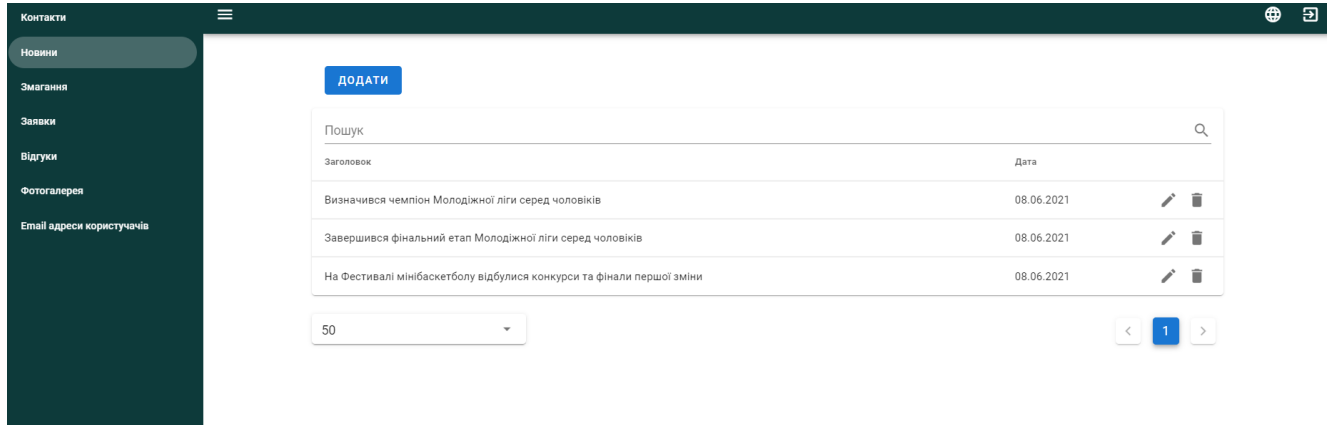 Контакти
Новини
Змагання
Заявки
Відгуки
Фотогалерея
Email адреси користучачів
ДОДАТИ
Пошук
Заголовок Дата
Визначився чемпіон Молодіжної ліги серед чоловіків 08.06.2021
Завершився фінальний етап Молодіжної ліги серед чоловіків 08.06.2021
На Фестивалі мінібаскетболу відбулися конкурси та фінали першої зміни 08.06.2021
50 1